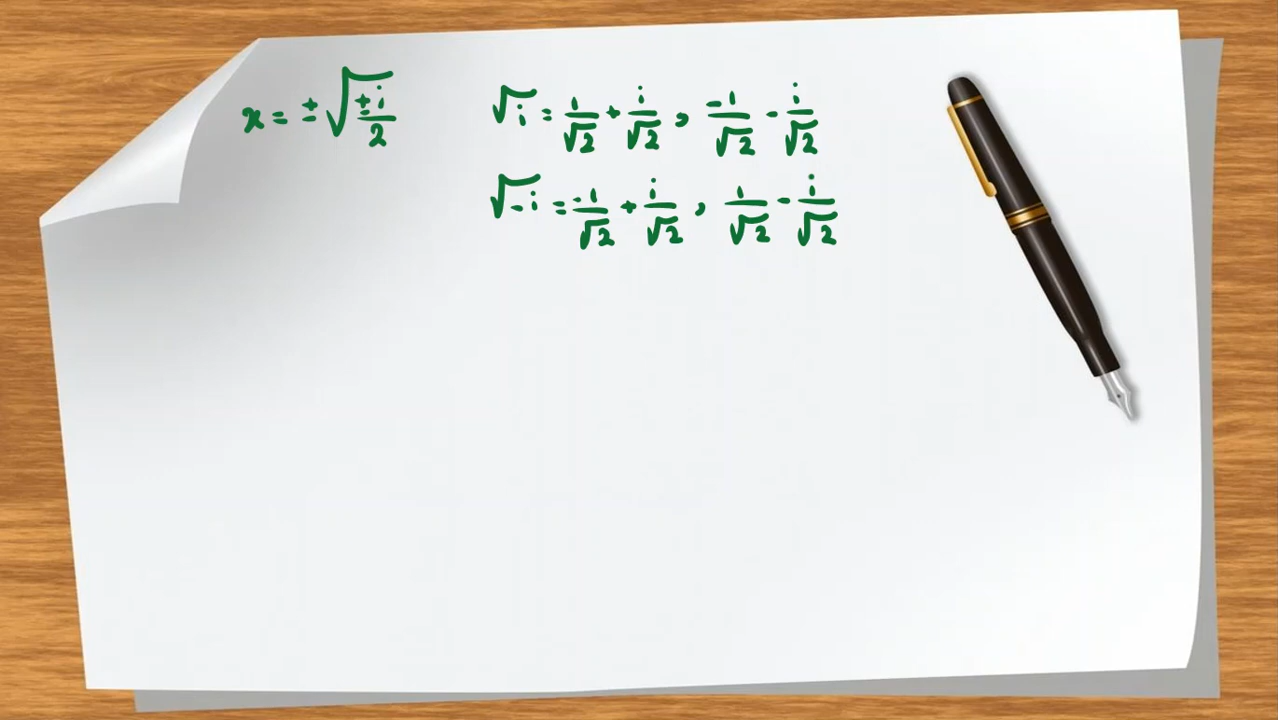 x = ±√(±i/2)
√i = 1/√2 + i/√2 , -1/√2 - i/√2
√-i = -1/√2 + i/√2 , 1/√2 - i/√2